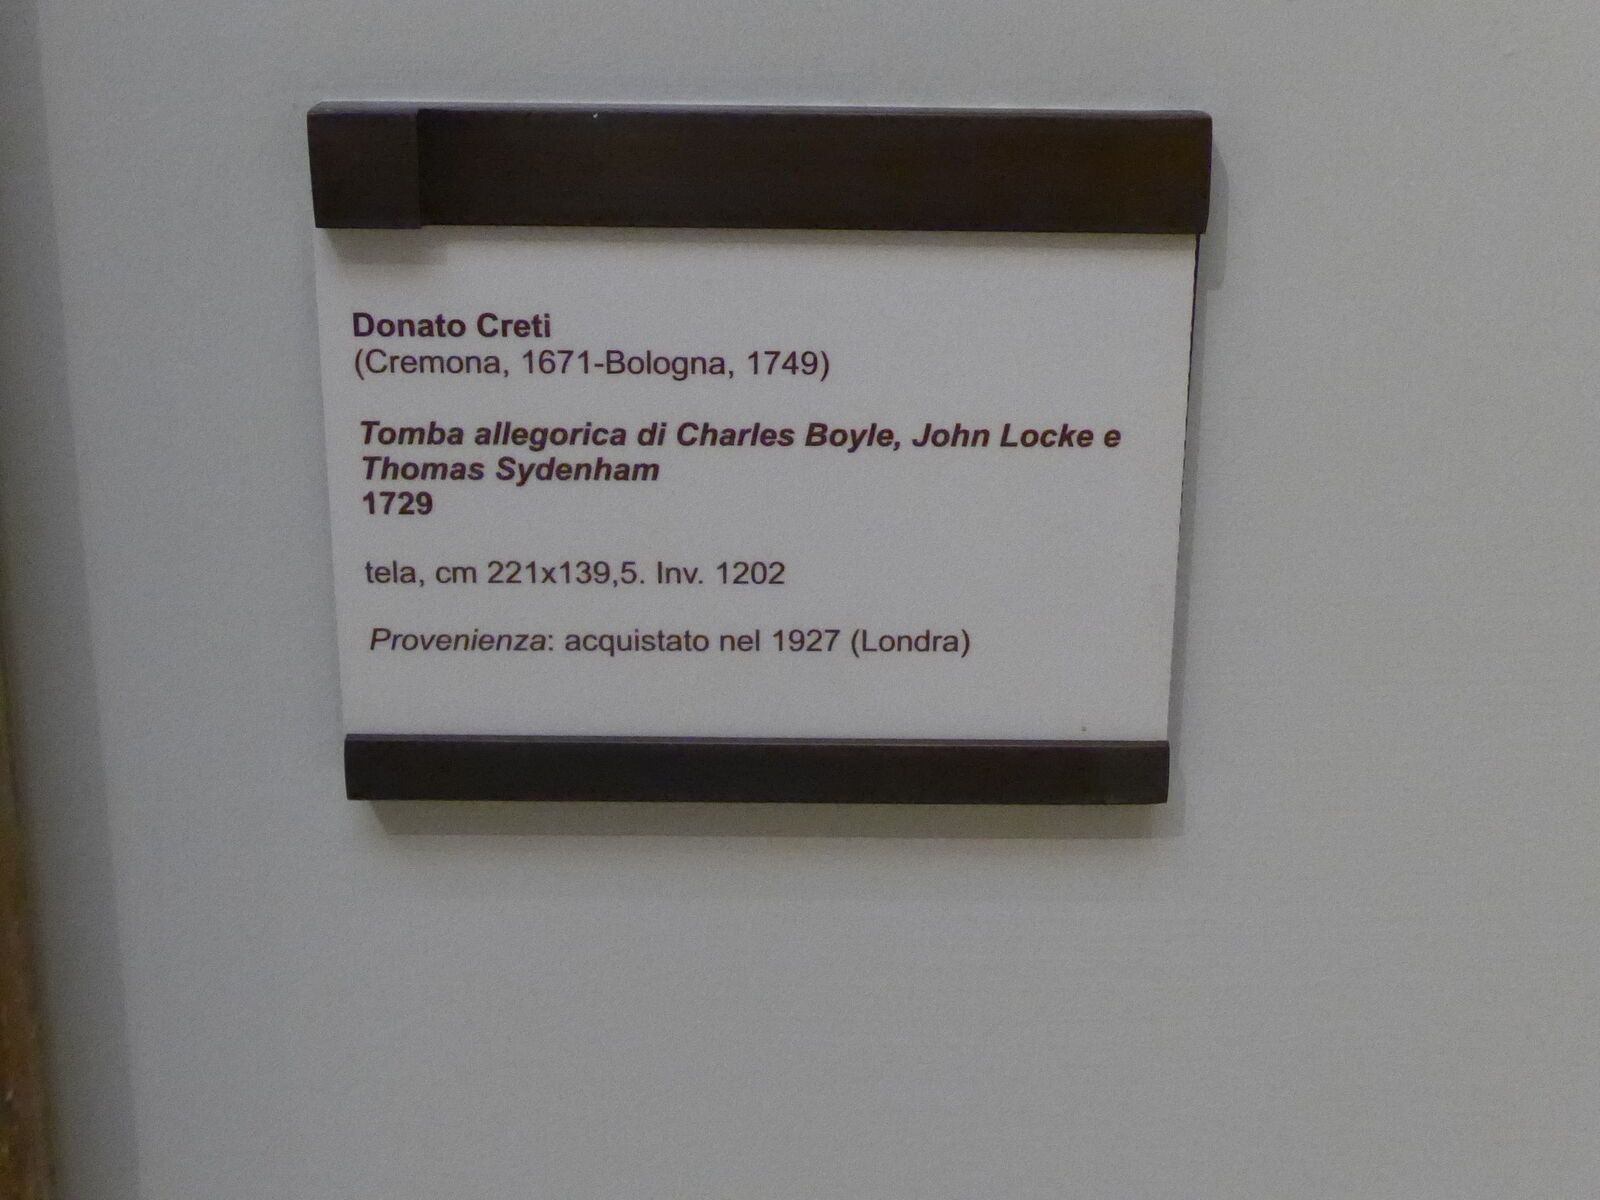 Donato Creti
(Cremona, 1671-Bologna, 1749)
Tomba allegorica di Charles Boyle, John Locke e
Thomas Sydenham
1729
tela, cm 221x139,5. Inv. 1202
Provenienza: acquistato nel 1927 (Londra)